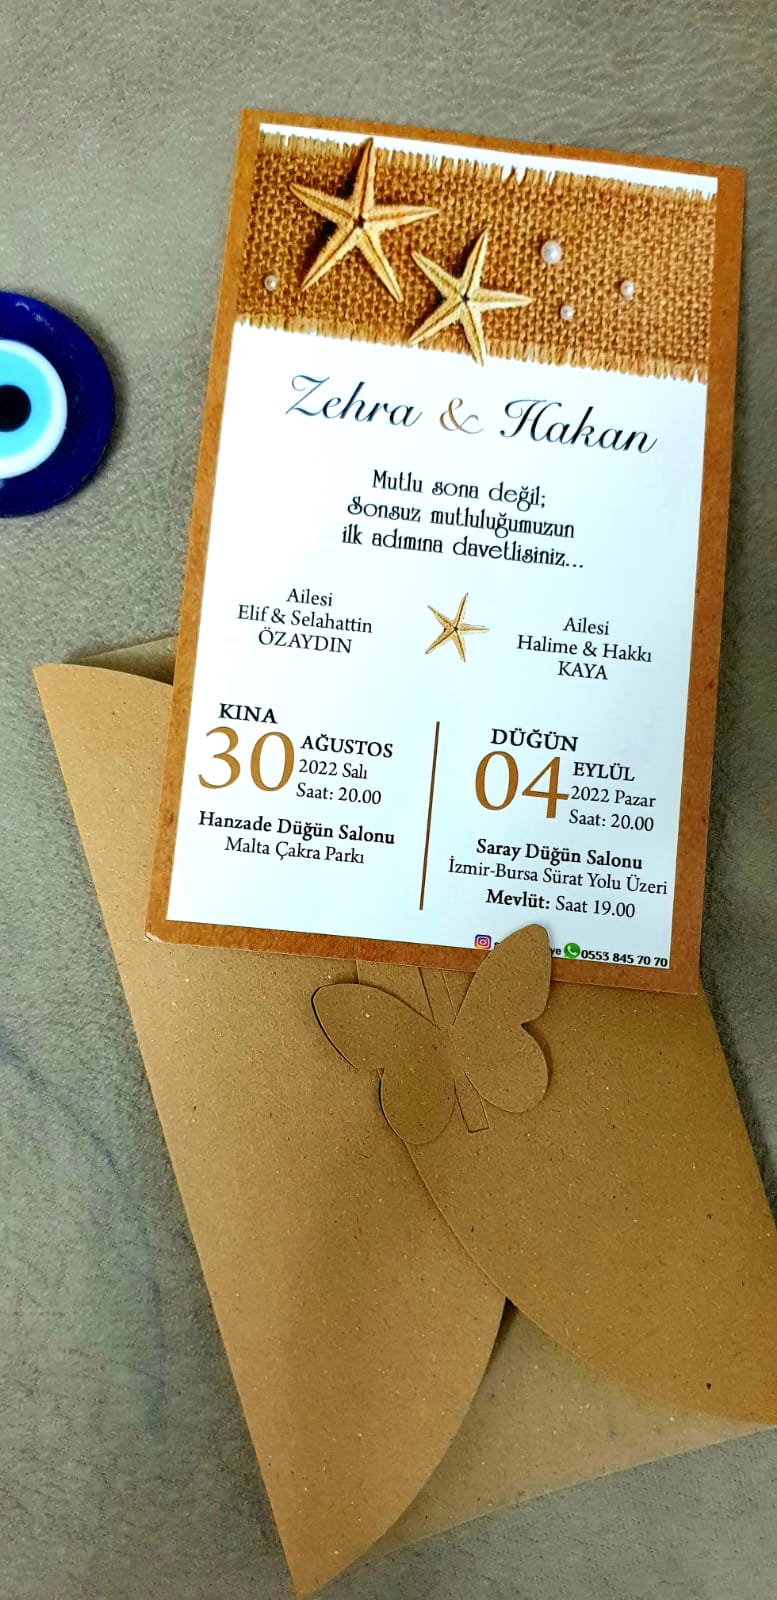 Zehra & Hakan
Mutlu sona değil;
Sonsuz mutluluğumuzun
ilk adımına davetlisiniz...
Ailesi
Elif & Selahattin
ÖZAYDIN
Ailesi
Halime & Hakkı
KAYA
KINA
30 AĞUSTOS
2022 Salı
Saat: 20.00
Hanzade Düğün Salonu
Malta Çakra Parkı
DÜĞÜN
04 EYLÜL
2022 Pazar
Saat: 20.00
Saray Düğün Salonu
İzmir-Bursa Sürat Yolu Üzeri
Mevlüt: Saat 19.00
0553 845 70 70